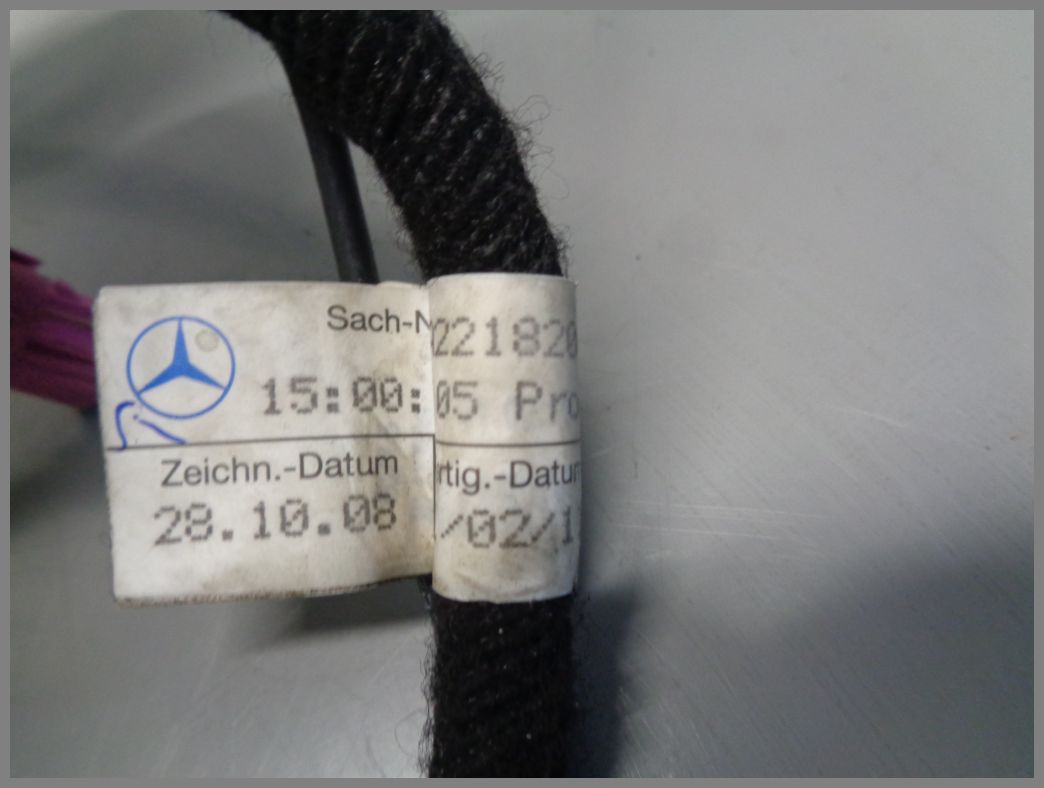 Sach-N
221820
15:00:05 Pro
Zeichn.-Datum
rtig.-Datum
28.10.08
/02/1